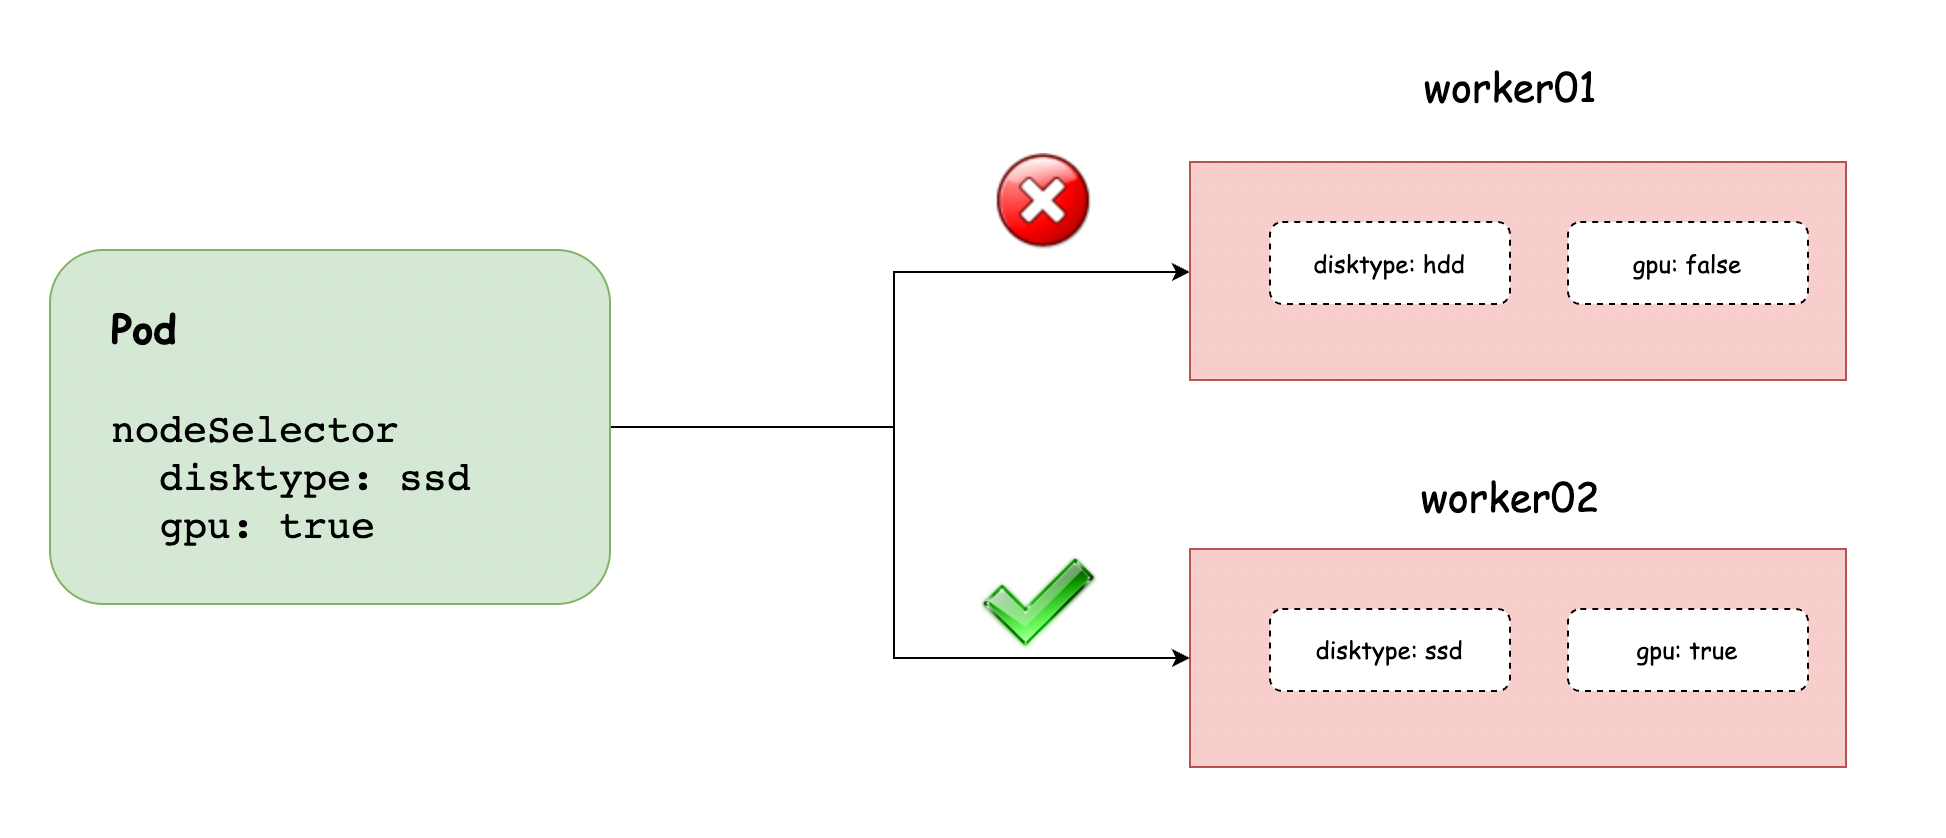 Pod
nodeSelector
  disktype: ssd
  gpu: true
worker01
disktype: hdd
gpu: false
worker02
disktype: ssd
gpu: true